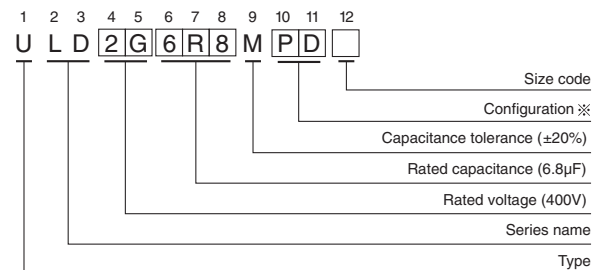 1 2 3 4 5 6 7 8 9 10 11 12
U L D 2 G 6 R 8 M P D
Size code
Configuration ※
Capacitance tolerance (±20%)
Rated capacitance (6.8µF)
Rated voltage (400V)
Series name
Type